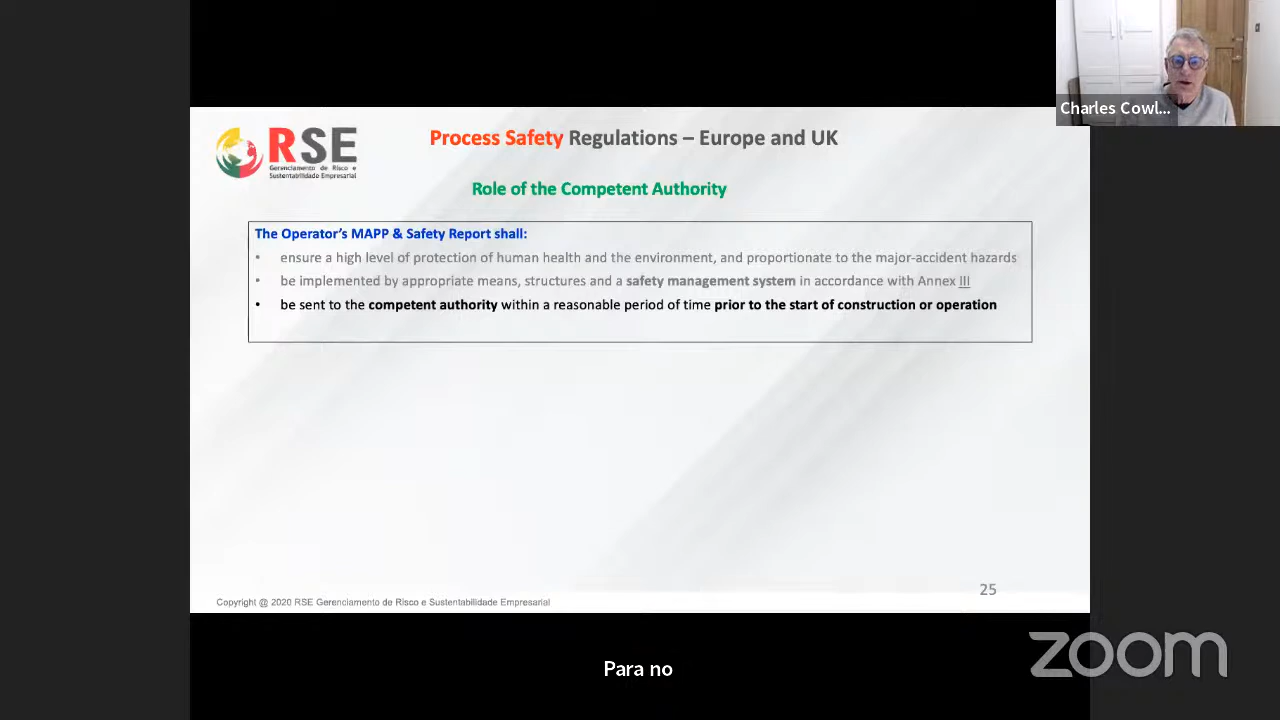 Charles Cowl...
RSE
Gerenciamento de Risco e
Sustentabilidade Empresarial
Process Safety Regulations – Europe and UK
Role of the Competent Authority
The Operator's MAPP & Safety Report shall:
• ensure a high level of protection of human health and the environment, and proportionate to the major-accident hazards
• be implemented by appropriate means, structures and a safety management system in accordance with Annex III
• be sent to the competent authority within a reasonable period of time prior to the start of construction or operation
25
Copyright @ 2020 RSE Gerenciamento de Risco e Sustentabilidade Empresarial
zoom
Para no